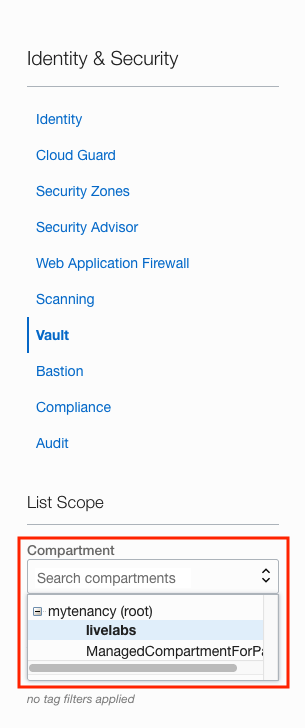 Identity & Security
Identity
Cloud Guard
Security Zones
Security Advisor
Web Application Firewall
Scanning
Vault
Bastion
Compliance
Audit
List Scope
Compartment
Search compartments
mytenancy (root)
livelabs
ManagedCompartmentForPa
no tag filters applied